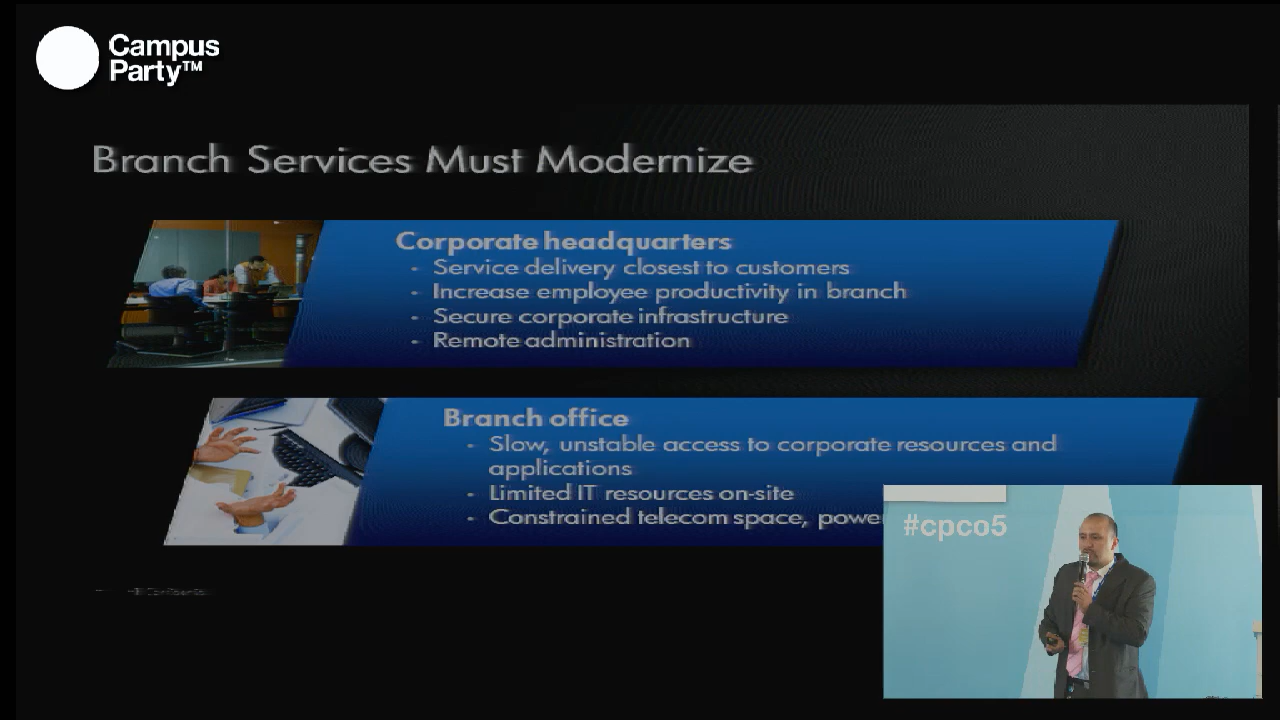 Campus
Party™
Branch Services Must Modernize
Corporate headquarters
- Service delivery closest to customers
- Increase employee productivity in branch
- Secure corporate infrastructure
- Remote administration
Branch office
- Slow, unstable access to corporate resources and
applications
- Limited IT resources on-site
- Constrained telecom space, power
#cpco5